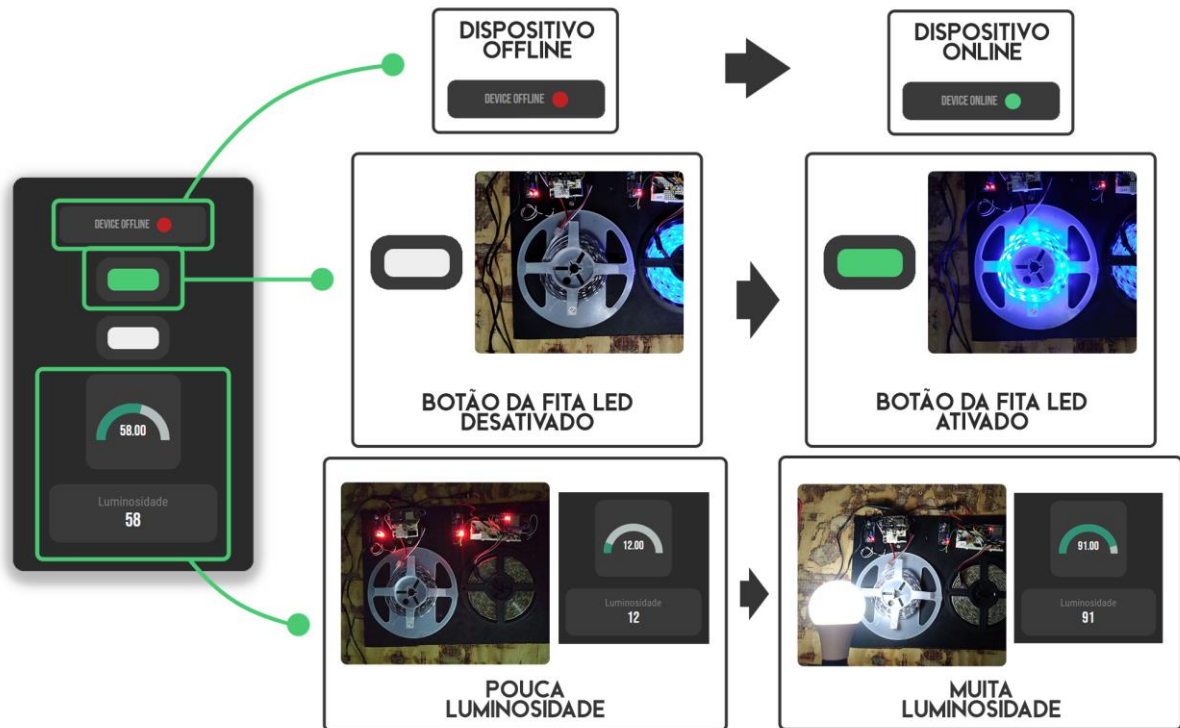 DISPOSITIVO
OFFLINE
DEVICE OFFLINE
DISPOSITIVO
ONLINE
DEVICE ONLINE
DEVICE OFFLINE
58.00
Luminosidade
58
BOTÃO DA FITA LED
DESATIVADO
BOTÃO DA FITA LED
ATIVADO
12.00
Luminosidade
12
POUCA
LUMINOSIDADE
91.00
Luminosidade
91
MUITA
LUMINOSIDADE